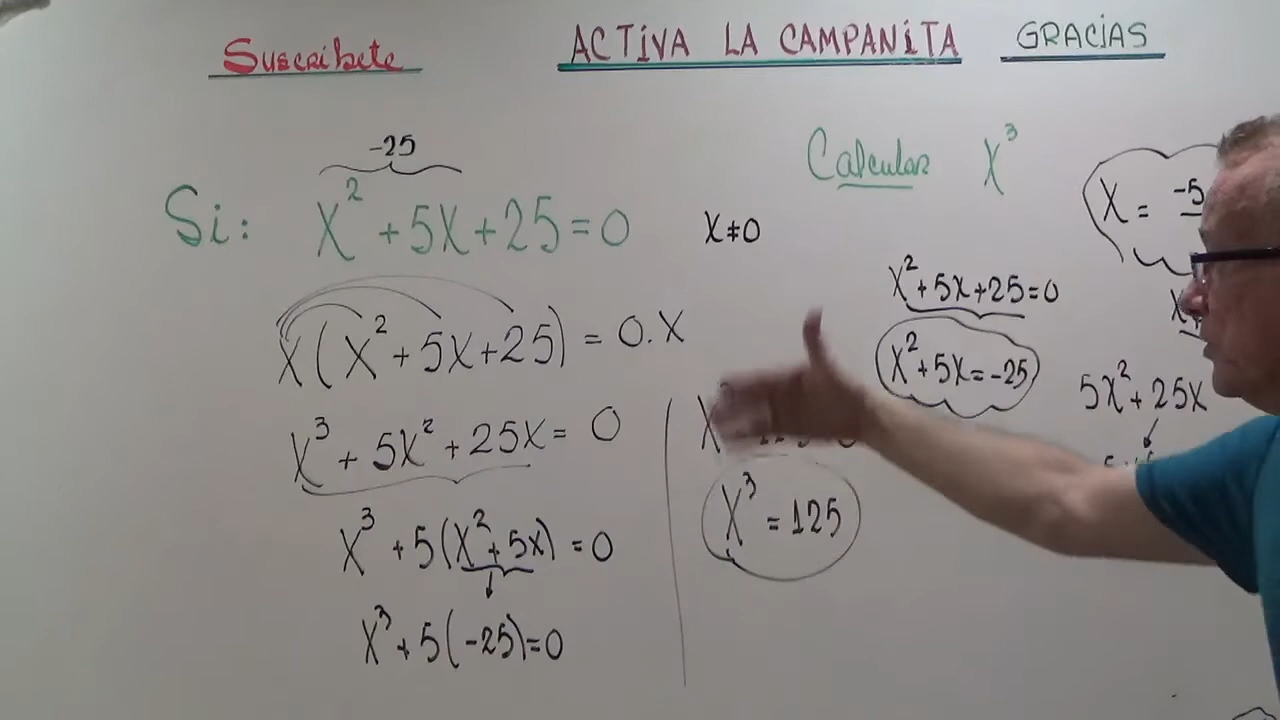 Suscribete ACTIVA LA CAMPANITA GRACIAS
-25
Calcular X³
Si: X² + 5X + 25 = 0
X ≠ 0
X = -5
X² + 5X + 25 = 0
X (X² + 5X + 25) = 0 . X
X² + 5X = -25
5X² + 25X
X³ + 5X² + 25X = 0
X³ = 125
X³ + 5(X² + 5X) = 0
X³ + 5(-25) = 0